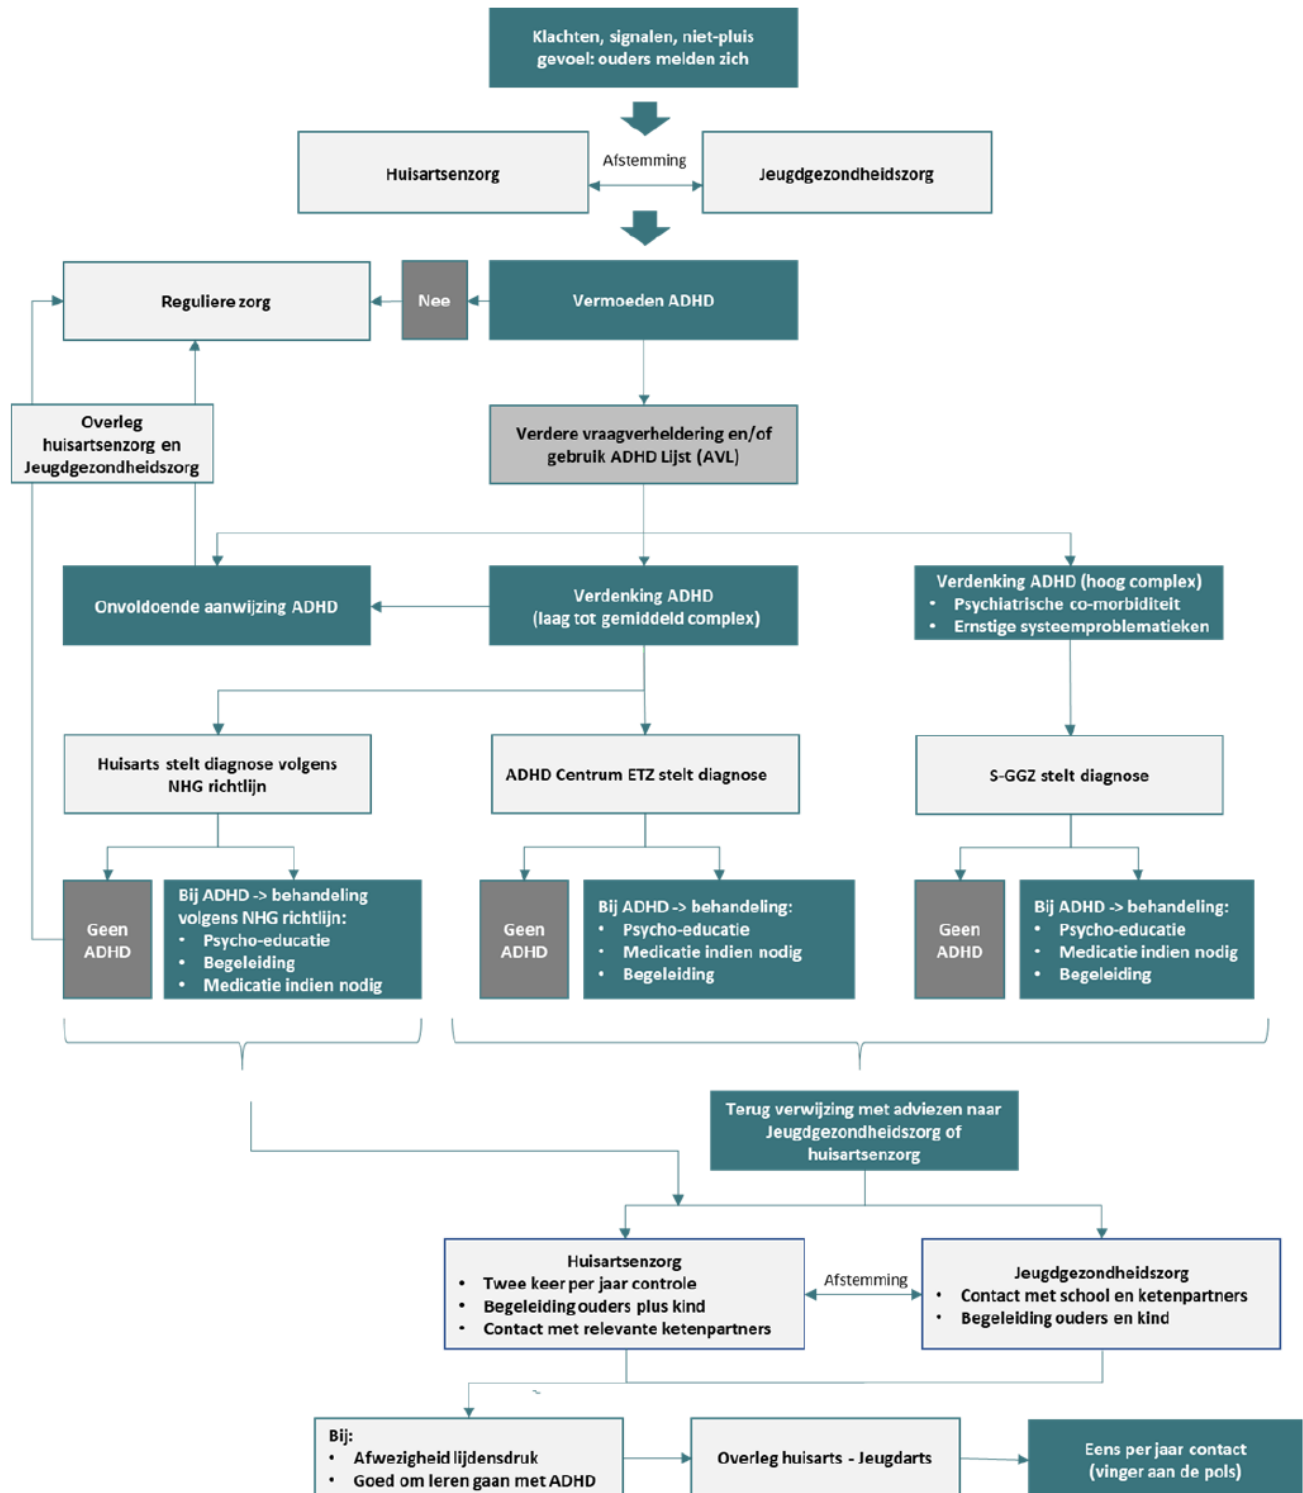 Klachten, signalen, niet-pluis
gevoel: ouders melden zich
Huisartsenzorg
Afstemming
Jeugdgezondheidszorg
Reguliere zorg
Nee
Vermoeden ADHD
Overleg
huisartsenzorg en
Jeugdgezondheidszorg
Verdere vraagverheldering en/of
gebruik ADHD Lijst (AVL)
Onvoldoende aanwijzing ADHD
Verdenking ADHD
(laag tot gemiddeld complex)
Verdenking ADHD (hoog complex)
• Psychiatrische co-morbiditeit
• Ernstige systeemproblematieken
Huisarts stelt diagnose volgens
NHG richtlijn
ADHD Centrum ETZ stelt diagnose
S-GGZ stelt diagnose
Geen
ADHD
Bij ADHD -> behandeling
volgens NHG richtlijn:
• Psycho-educatie
• Begeleiding
• Medicatie indien nodig
Geen
ADHD
Bij ADHD -> behandeling:
• Psycho-educatie
• Medicatie indien nodig
• Begeleiding
Geen
ADHD
Bij ADHD -> behandeling:
• Psycho-educatie
• Medicatie indien nodig
• Begeleiding
Terug verwijzing met adviezen naar
Jeugdgezondheidszorg of
huisartsenzorg
Huisartsenzorg
• Twee keer per jaar controle
• Begeleiding ouders plus kind
• Contact met relevante ketenpartners
Afstemming
Jeugdgezondheidszorg
• Contact met school en ketenpartners
• Begeleiding ouders en kind
Bij:
• Afwezigheid lijdensdruk
• Goed om leren gaan met ADHD
Overleg huisarts - Jeugdarts
Eens per jaar contact
(vinger aan de pols)